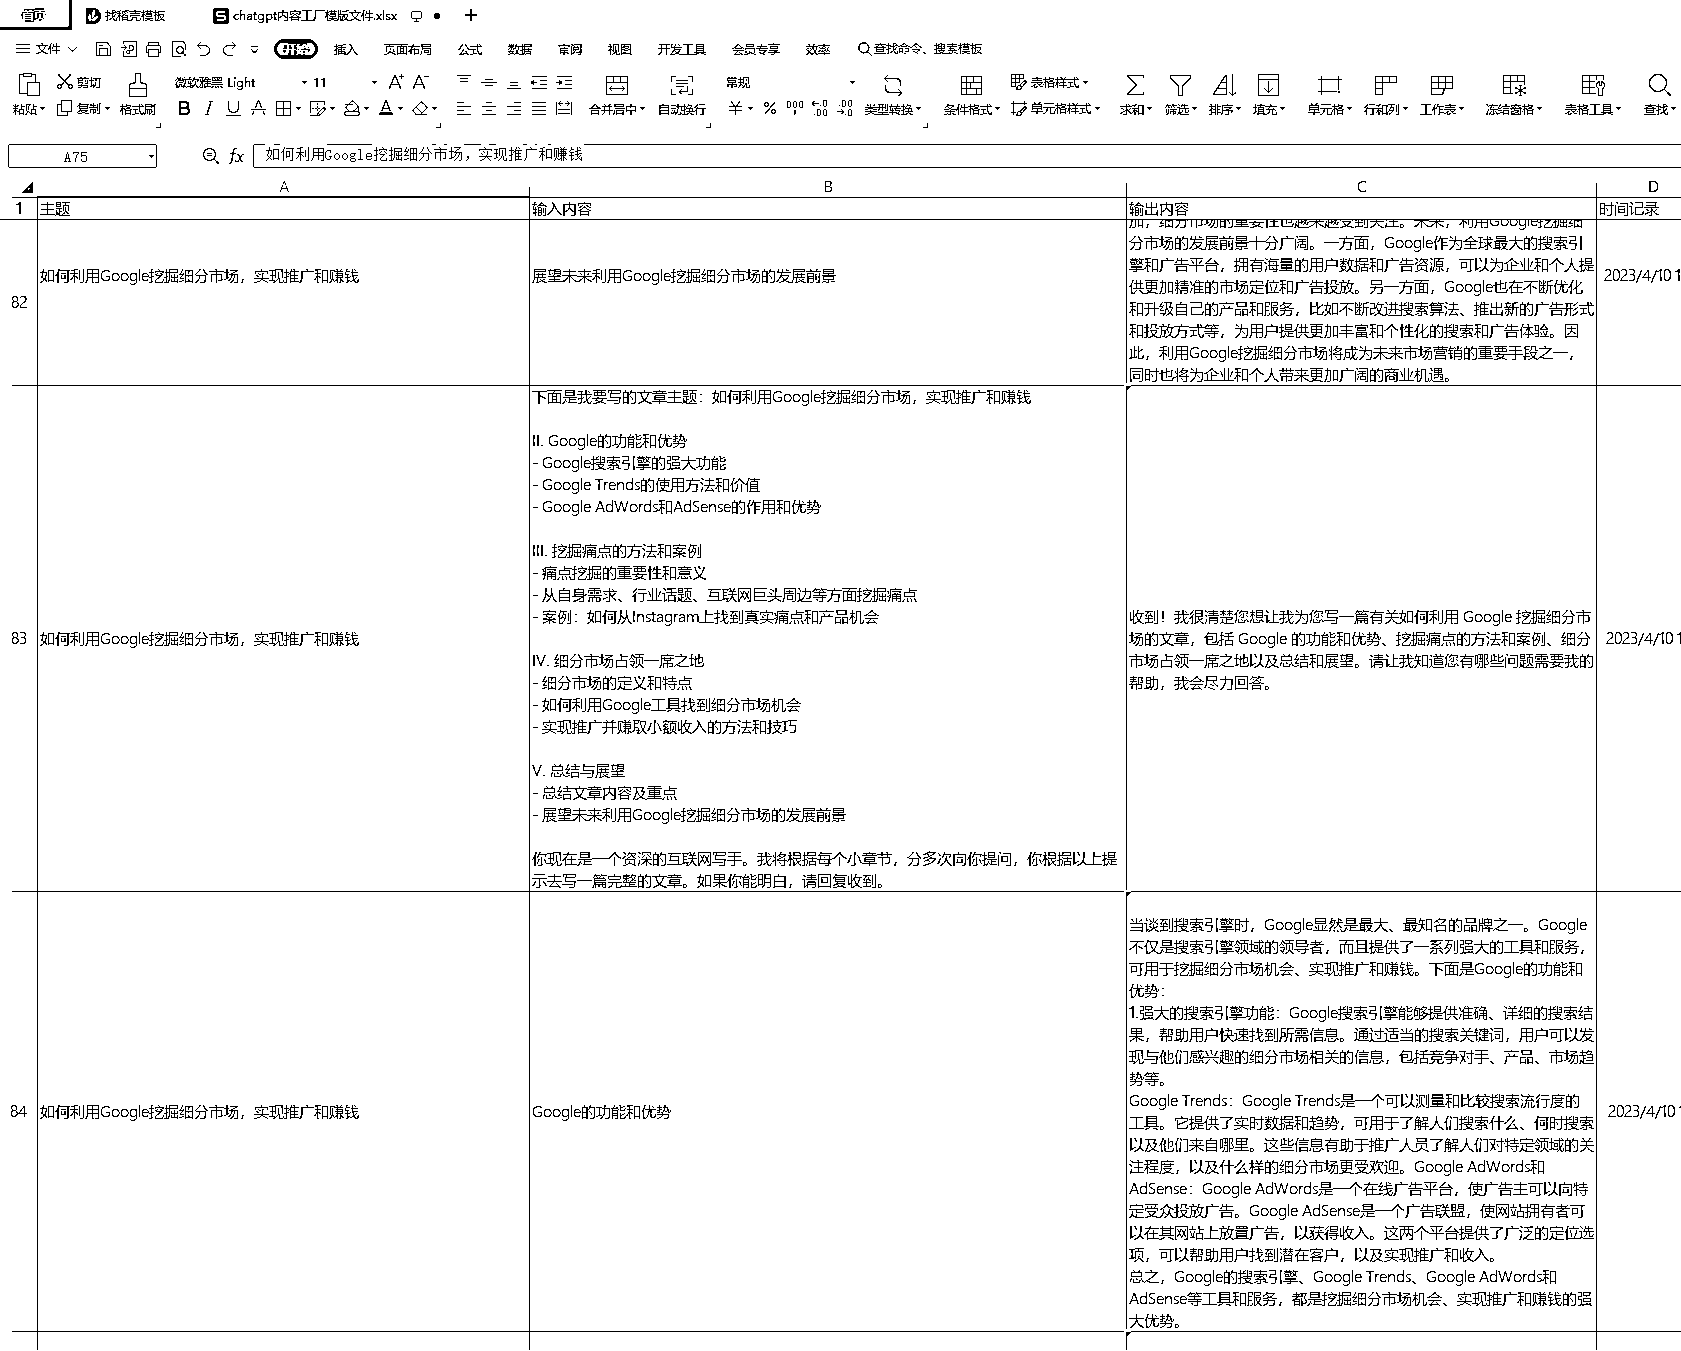 首页 找稻壳模板 chatgpt内容工厂模版文件.xlsx +
文件 开始 插入 页面布局 公式 数据 审阅 视图 开发工具 会员专享 效率 查找命令、搜索模板
剪切 微软雅黑 Light 11 A+ A- 常规 表格样式
粘贴 复制 格式刷 B I U A A 合并居中 自动换行 ¥ % 000 ←.0 .00 .00 →.0 类型转换 条件格式 单元格样式 求和 筛选 排序 填充 单元格 行和列 工作表 冻结窗格 表格工具 查找
A75 fx 如何利用Google挖掘细分市场，实现推广和赚钱
A B C D
1 主题 输入内容 输出内容 时间记录
82 如何利用Google挖掘细分市场，实现推广和赚钱
展望未来利用Google挖掘细分市场的发展前景
加，细分市场的重要性也越来越受到关注。未来，利用Google挖掘细
分市场的发展前景十分广阔。一方面，Google作为全球最大的搜索引
擎和广告平台，拥有海量的用户数据和广告资源，可以为企业和个人提
供更加精准的市场定位和广告投放。另一方面，Google也在不断优化
和升级自己的产品和服务，比如不断改进搜索算法、推出新的广告形式
和投放方式等，为用户提供更加丰富和个性化的搜索和广告体验。因
此，利用Google挖掘细分市场将成为未来市场营销的重要手段之一，
同时也将为企业和个人带来更加广阔的商业机遇。
2023/4/10 1
83 如何利用Google挖掘细分市场，实现推广和赚钱
下面是我要写的文章主题：如何利用Google挖掘细分市场，实现推广和赚钱
II. Google的功能和优势
- Google搜索引擎的强大功能
- Google Trends的使用方法和价值
- Google AdWords和AdSense的作用和优势
III. 挖掘痛点的方法和案例
- 痛点挖掘的重要性和意义
- 从自身需求、行业话题、互联网巨头周边等方面挖掘痛点
- 案例：如何从Instagram上找到真实痛点和产品机会
IV. 细分市场占领一席之地
- 细分市场的定义和特点
- 如何利用Google工具找到细分市场机会
- 实现推广并赚取小额收入的方法和技巧
V. 总结与展望
- 总结文章内容及重点
- 展望未来利用Google挖掘细分市场的发展前景
你现在是一个资深的互联网写手。我将根据每个小章节，分多次向你提问，你根据以上提
示去写一篇完整的文章。如果你能明白，请回复收到。
收到！我很清楚您想让我为您写一篇有关如何利用 Google 挖掘细分市
场的文章，包括 Google 的功能和优势、挖掘痛点的方法和案例、细分
市场占领一席之地以及总结和展望。请让我知道您有哪些问题需要我的
帮助，我会尽力回答。
2023/4/10 1
84 如何利用Google挖掘细分市场，实现推广和赚钱
Google的功能和优势
当谈到搜索引擎时，Google显然是最大、最知名的品牌之一。Google
不仅是搜索引擎领域的领导者，而且提供了一系列强大的工具和服务，
可用于挖掘细分市场机会、实现推广和赚钱。下面是Google的功能和
优势：
1.强大的搜索引擎功能：Google搜索引擎能够提供准确、详细的搜索结
果，帮助用户快速找到所需信息。通过适当的搜索关键词，用户可以发
现与他们感兴趣的细分市场相关的信息，包括竞争对手、产品、市场趋
势等。
Google Trends：Google Trends是一个可以测量和比较搜索流行度的
工具。它提供了实时数据和趋势，可用于了解人们搜索什么、何时搜索
以及他们来自哪里。这些信息有助于推广人员了解人们对特定领域的关
注程度，以及什么样的细分市场更受欢迎。Google AdWords和
AdSense：Google AdWords是一个在线广告平台，使广告主可以向特
定受众投放广告。Google AdSense是一个广告联盟，使网站拥有者可
以在其网站上放置广告，以获得收入。这两个平台提供了广泛的定位选
项，可以帮助用户找到潜在客户，以及实现推广和收入。
总之，Google的搜索引擎、Google Trends、Google AdWords和
AdSense等工具和服务，都是挖掘细分市场机会、实现推广和赚钱的强
大优势。
2023/4/10 1